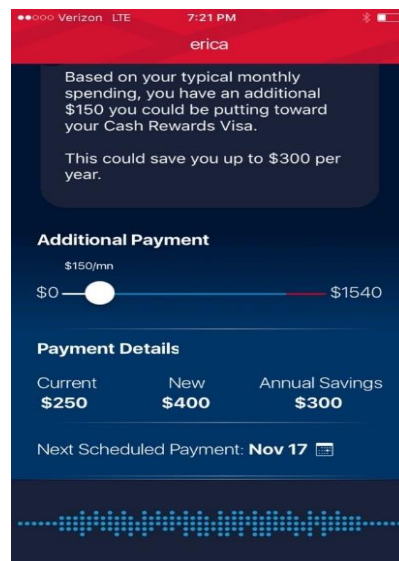 Verizon LTE 7:21 PM
erica
Based on your typical monthly
spending, you have an additional
$150 you could be putting toward
your Cash Rewards Visa.
This could save you up to $300 per
year.
Additional Payment
$150/mn
$0 $1540
Payment Details
Current New Annual Savings
$250 $400 $300
Next Scheduled Payment: Nov 17